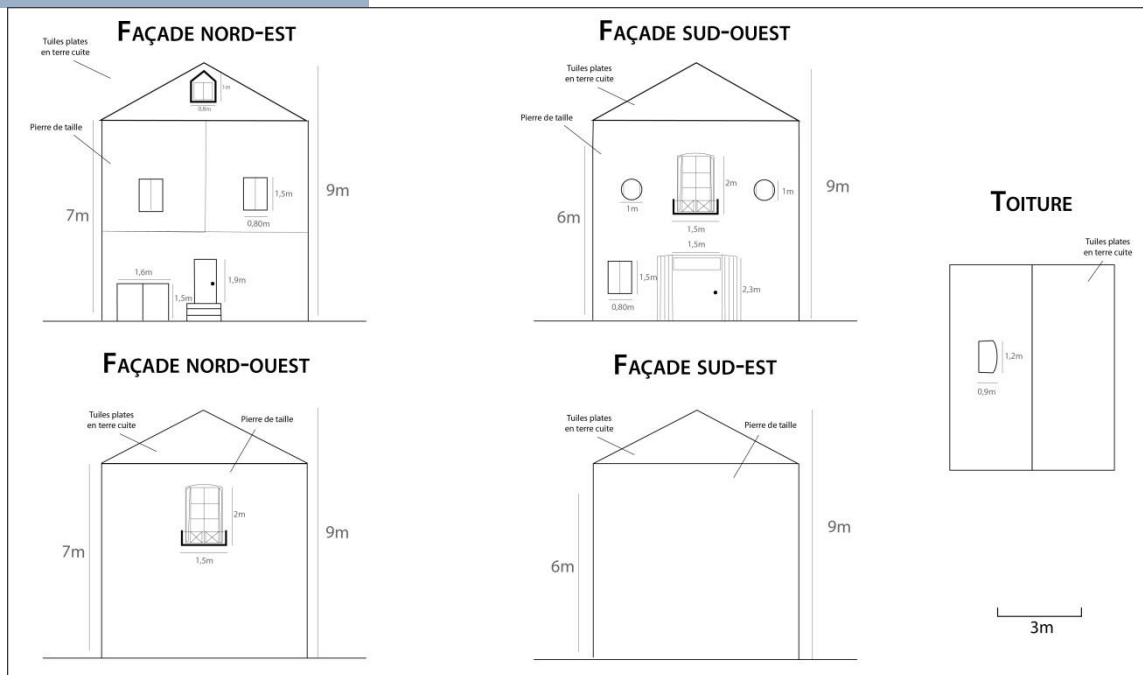 FAÇADE NORD-EST
Tuiles plates
en terre cuite
1m
0,8m
Pierre de taille
7m
9m
1,5m
0,80m
1,6m
1,5m
1,9m
FAÇADE SUD-OUEST
Tuiles plates
en terre cuite
Pierre de taille
6m
9m
2m
1m
1m
1,5m
1,5m
1,5m
0,80m
2,3m
TOITURE
Tuiles plates
en terre cuite
1,2m
0,9m
3m
FAÇADE NORD-OUEST
Tuiles plates
en terre cuite
Pierre de taille
7m
9m
2m
1,5m
FAÇADE SUD-EST
Tuiles plates
en terre cuite
Pierre de taille
6m
9m